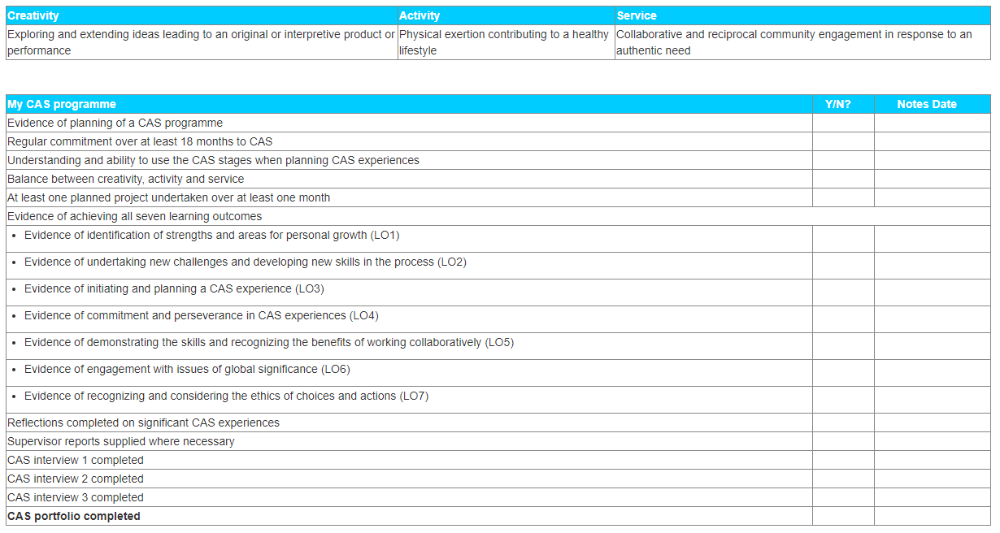 Creativity Activity Service
Exploring and extending ideas leading to an original or interpretive product or performance
Physical exertion contributing to a healthy lifestyle
Collaborative and reciprocal community engagement in response to an authentic need
My CAS programme Y/N? Notes Date
Evidence of planning of a CAS programme
Regular commitment over at least 18 months to CAS
Understanding and ability to use the CAS stages when planning CAS experiences
Balance between creativity, activity and service
At least one planned project undertaken over at least one month
Evidence of achieving all seven learning outcomes
• Evidence of identification of strengths and areas for personal growth (LO1)
• Evidence of undertaking new challenges and developing new skills in the process (LO2)
• Evidence of initiating and planning a CAS experience (LO3)
• Evidence of commitment and perseverance in CAS experiences (LO4)
• Evidence of demonstrating the skills and recognizing the benefits of working collaboratively (LO5)
• Evidence of engagement with issues of global significance (LO6)
• Evidence of recognizing and considering the ethics of choices and actions (LO7)
Reflections completed on significant CAS experiences
Supervisor reports supplied where necessary
CAS interview 1 completed
CAS interview 2 completed
CAS interview 3 completed
CAS portfolio completed